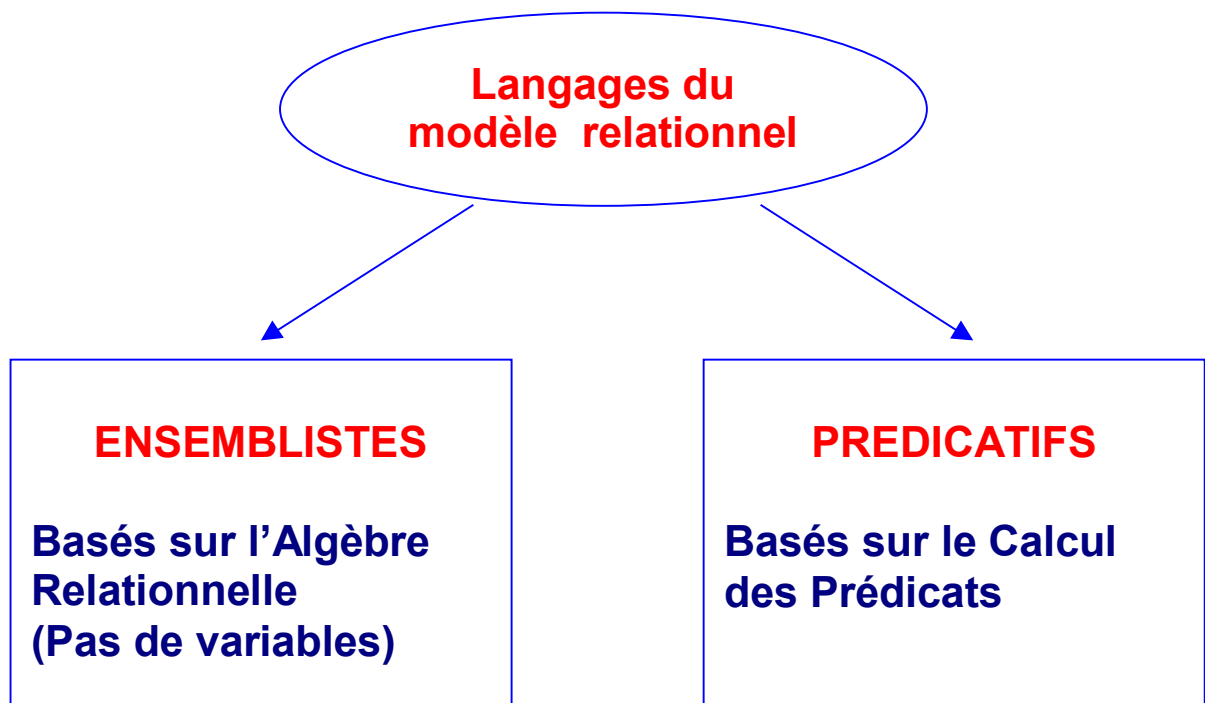 Langages du
modèle relationnel
ENSEMBLISTES
Basés sur l’Algèbre
Relationnelle
(Pas de variables)
PREDICATIFS
Basés sur le Calcul
des Prédicats